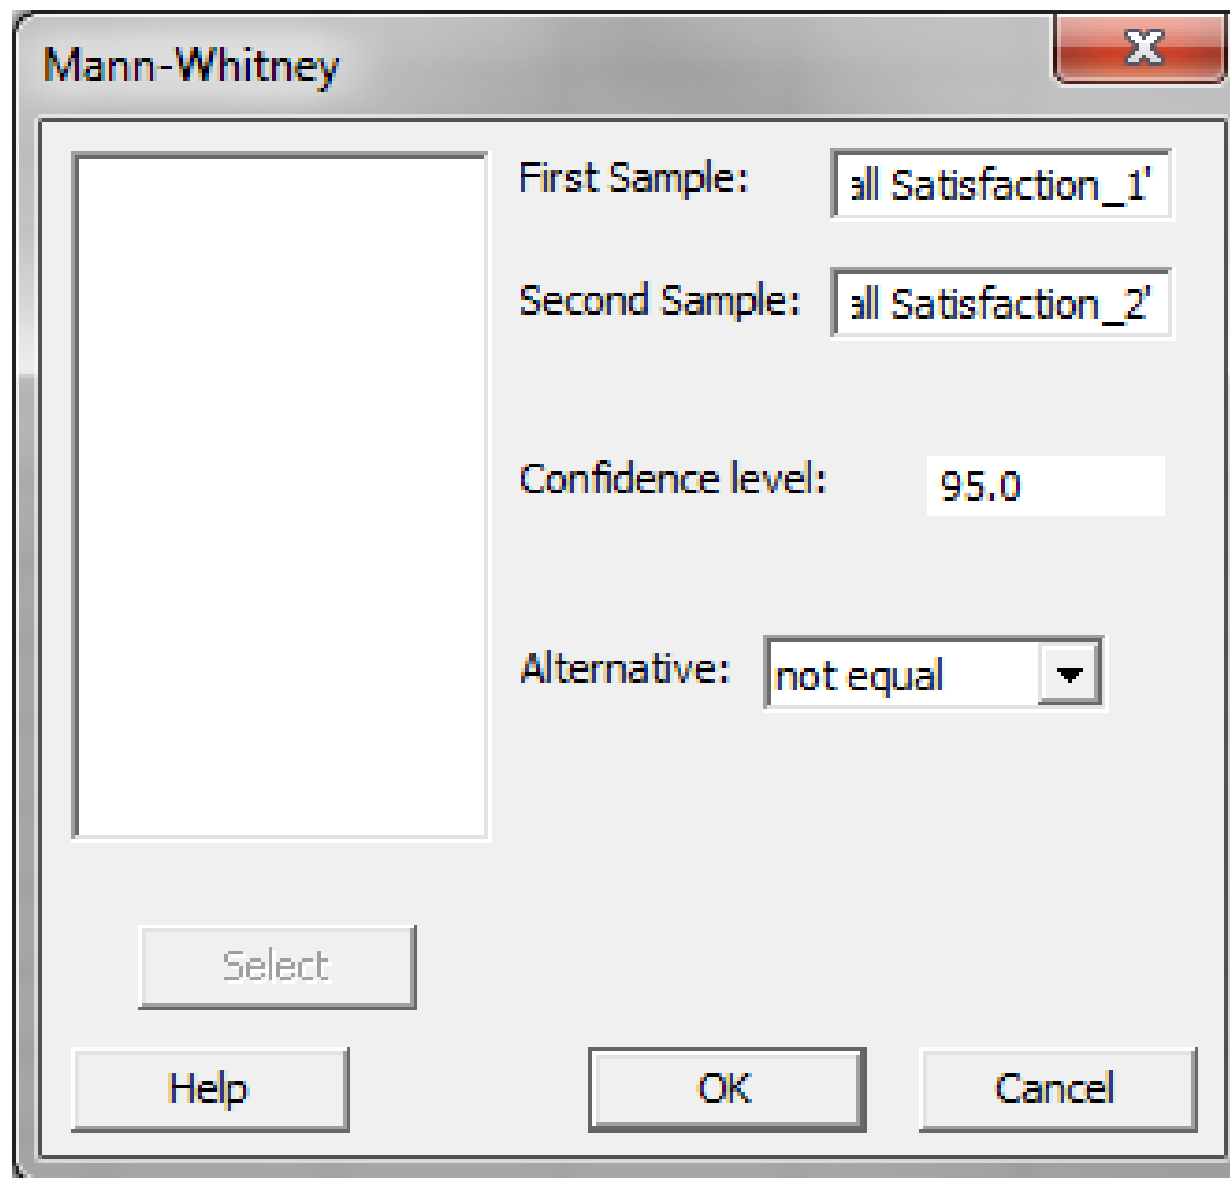 Mann-Whitney
First Sample: all Satisfaction_1'
Second Sample: all Satisfaction_2'
Confidence level: 95.0
Alternative: not equal
Select
Help OK Cancel